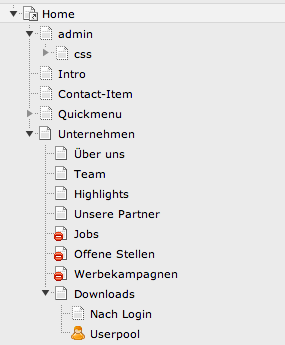 Home
admin
css
Intro
Contact-Item
Quickmenu
Unternehmen
Über uns
Team
Highlights
Unsere Partner
Jobs
Offene Stellen
Werbekampagnen
Downloads
Nach Login
Userpool